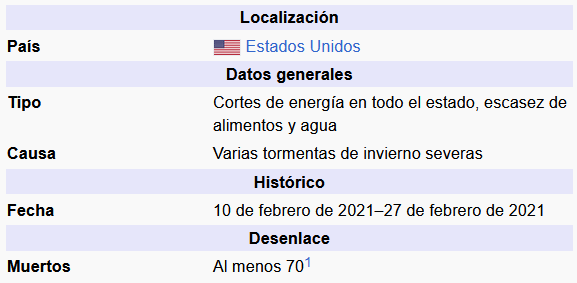 Localización
País Estados Unidos
Datos generales
Tipo Cortes de energía en todo el estado, escasez de
alimentos y agua
Causa Varias tormentas de invierno severas
Histórico
Fecha 10 de febrero de 2021–27 de febrero de 2021
Desenlace
Muertos Al menos 70¹